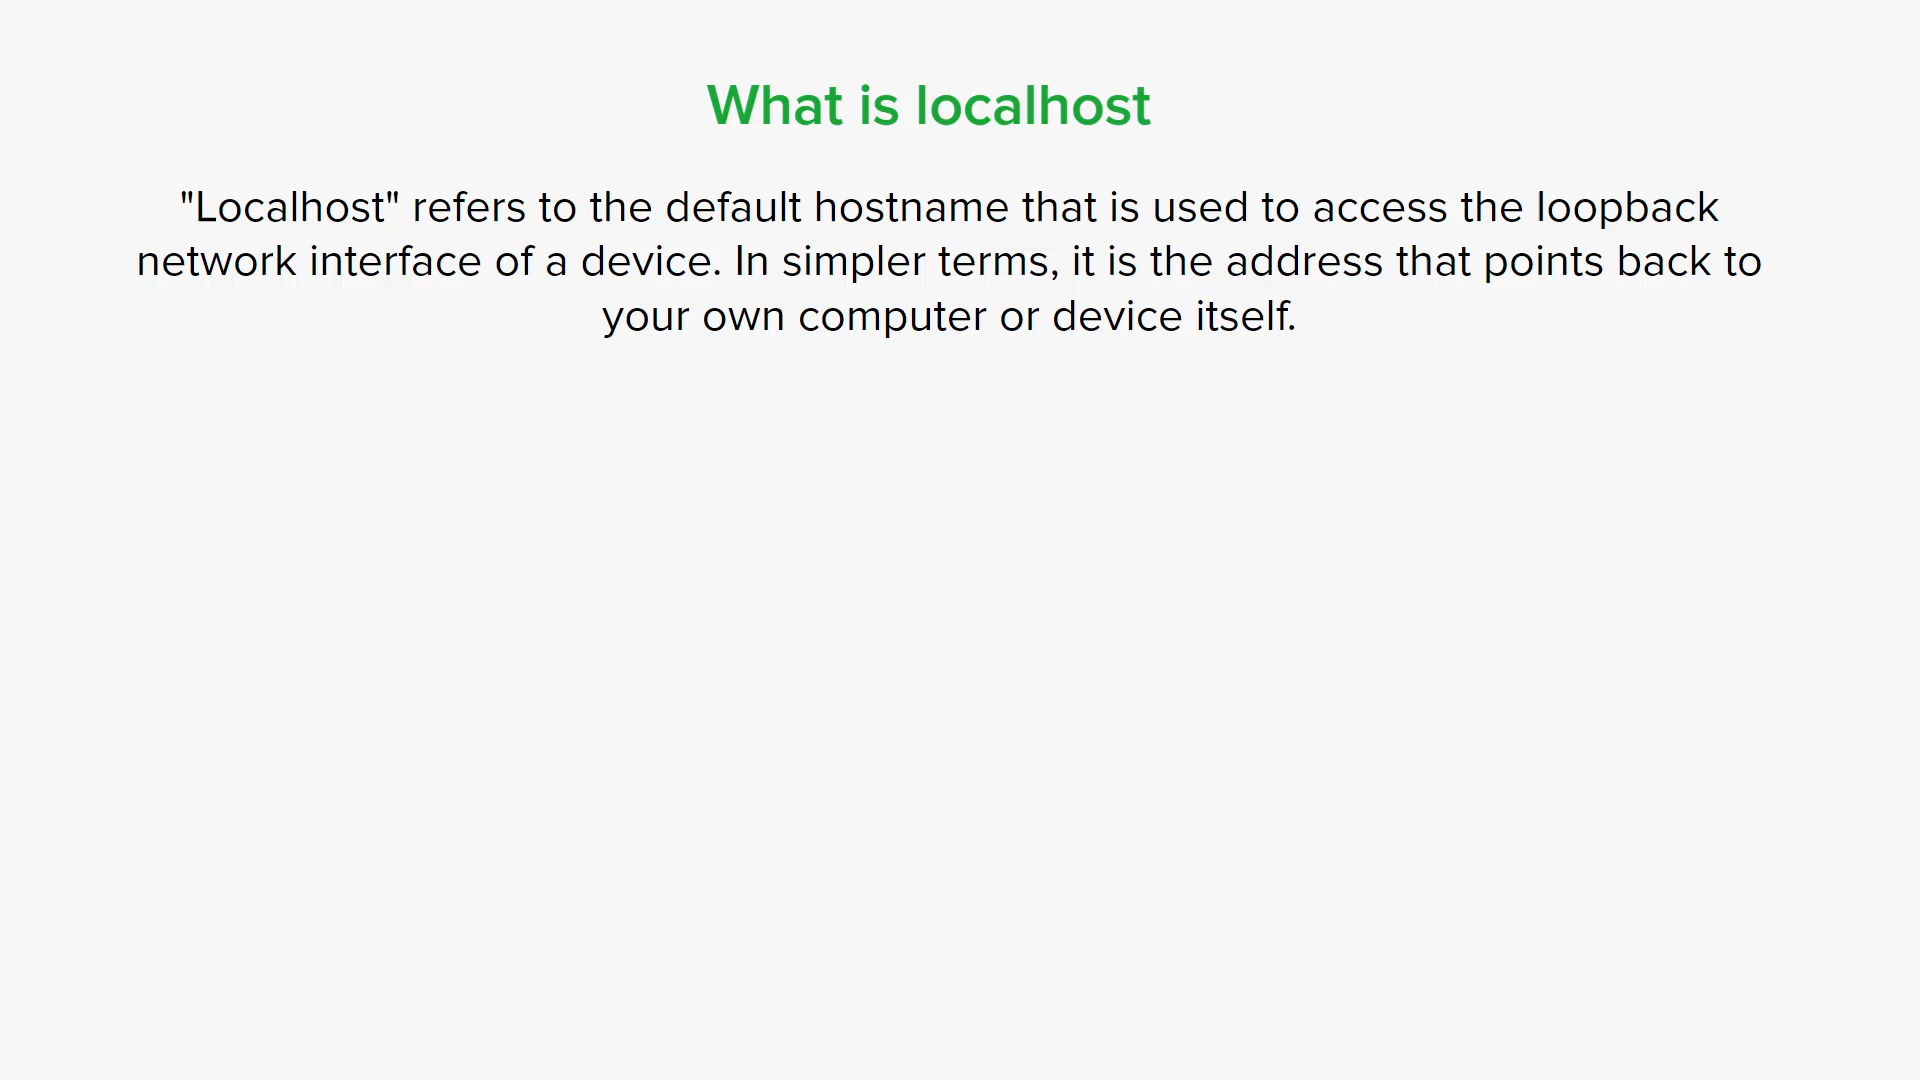 What is localhost
"Localhost" refers to the default hostname that is used to access the loopback
network interface of a device. In simpler terms, it is the address that points back to
your own computer or device itself.